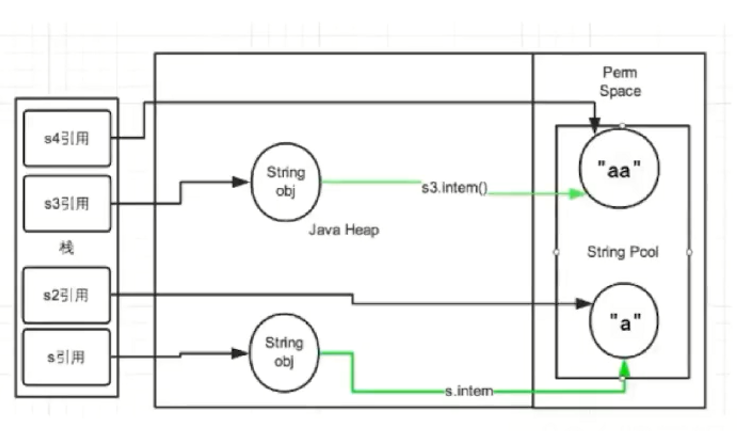 Perm
Space
s4引用
"aa"
String
obj
s3.intern()
s3引用
Java Heap
栈
String Pool
s2引用
"a"
String
obj
s引用
s.intern